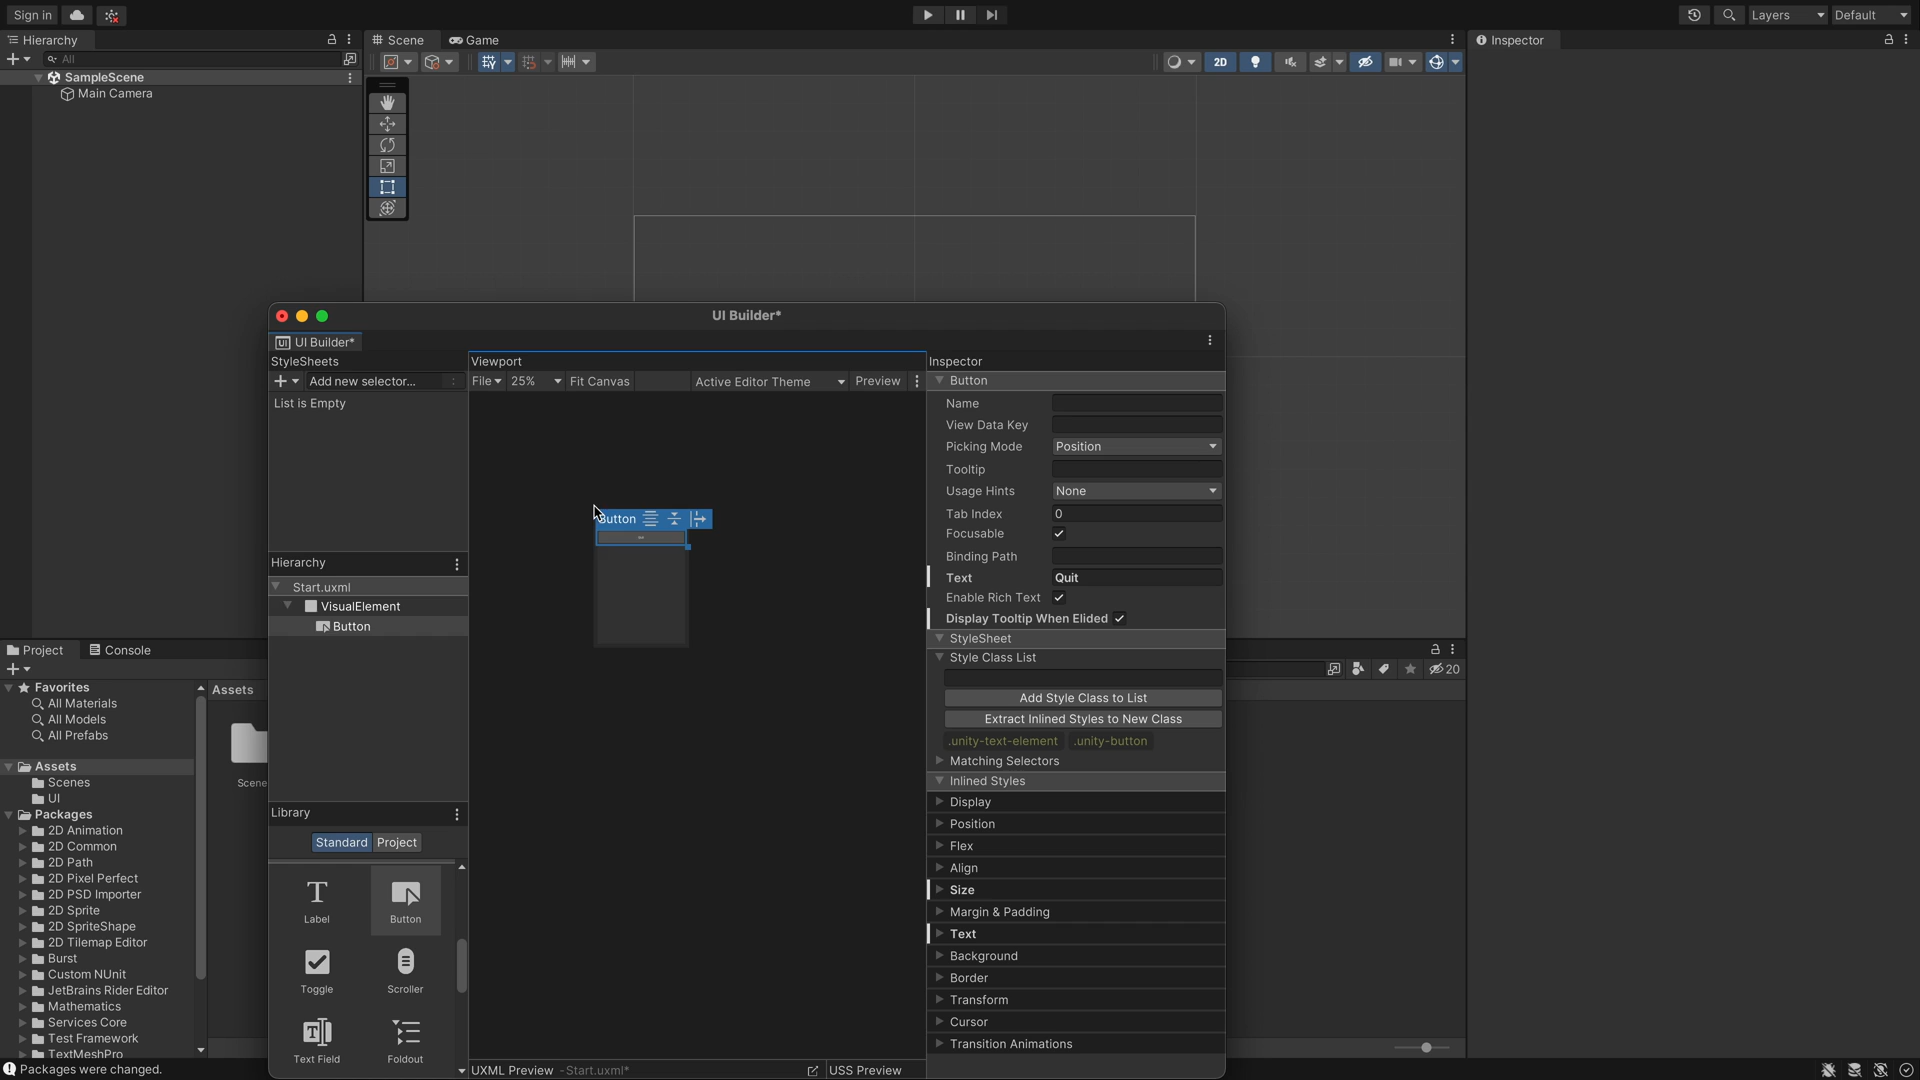 Sign in
Layers
Default
Hierarchy
Scene
Game
Inspector
All
2D
SampleScene
Main Camera
UI Builder*
UI Builder*
StyleSheets
Viewport
Inspector
Add new selector...
File
25%
Fit Canvas
Active Editor Theme
Preview
Button
List is Empty
Name
View Data Key
Picking Mode
Position
Tooltip
Usage Hints
None
Tab Index
0
Button
Focusable
Binding Path
Hierarchy
Text
Quit
Start.uxml
Enable Rich Text
VisualElement
Display Tooltip When Elided
Button
StyleSheet
Project
Console
Style Class List
20
Favorites
Assets
Add Style Class to List
All Materials
Extract Inlined Styles to New Class
All Models
All Prefabs
.unity-text-element
.unity-button
Matching Selectors
Assets
Inlined Styles
Scenes
Scene
UI
Display
Packages
Library
Position
2D Animation
Standard
Project
2D Common
Flex
2D Path
Align
2D Pixel Perfect
Size
2D PSD Importer
2D Sprite
Label
Button
Margin & Padding
2D SpriteShape
Text
2D Tilemap Editor
Background
Burst
Border
Custom NUnit
JetBrains Rider Editor
Toggle
Scroller
Transform
Mathematics
Services Core
Cursor
Test Framework
Transition Animations
TextMeshPro
Text Field
Foldout
Packages were changed.
UXML Preview
-Start.uxml*
USS Preview